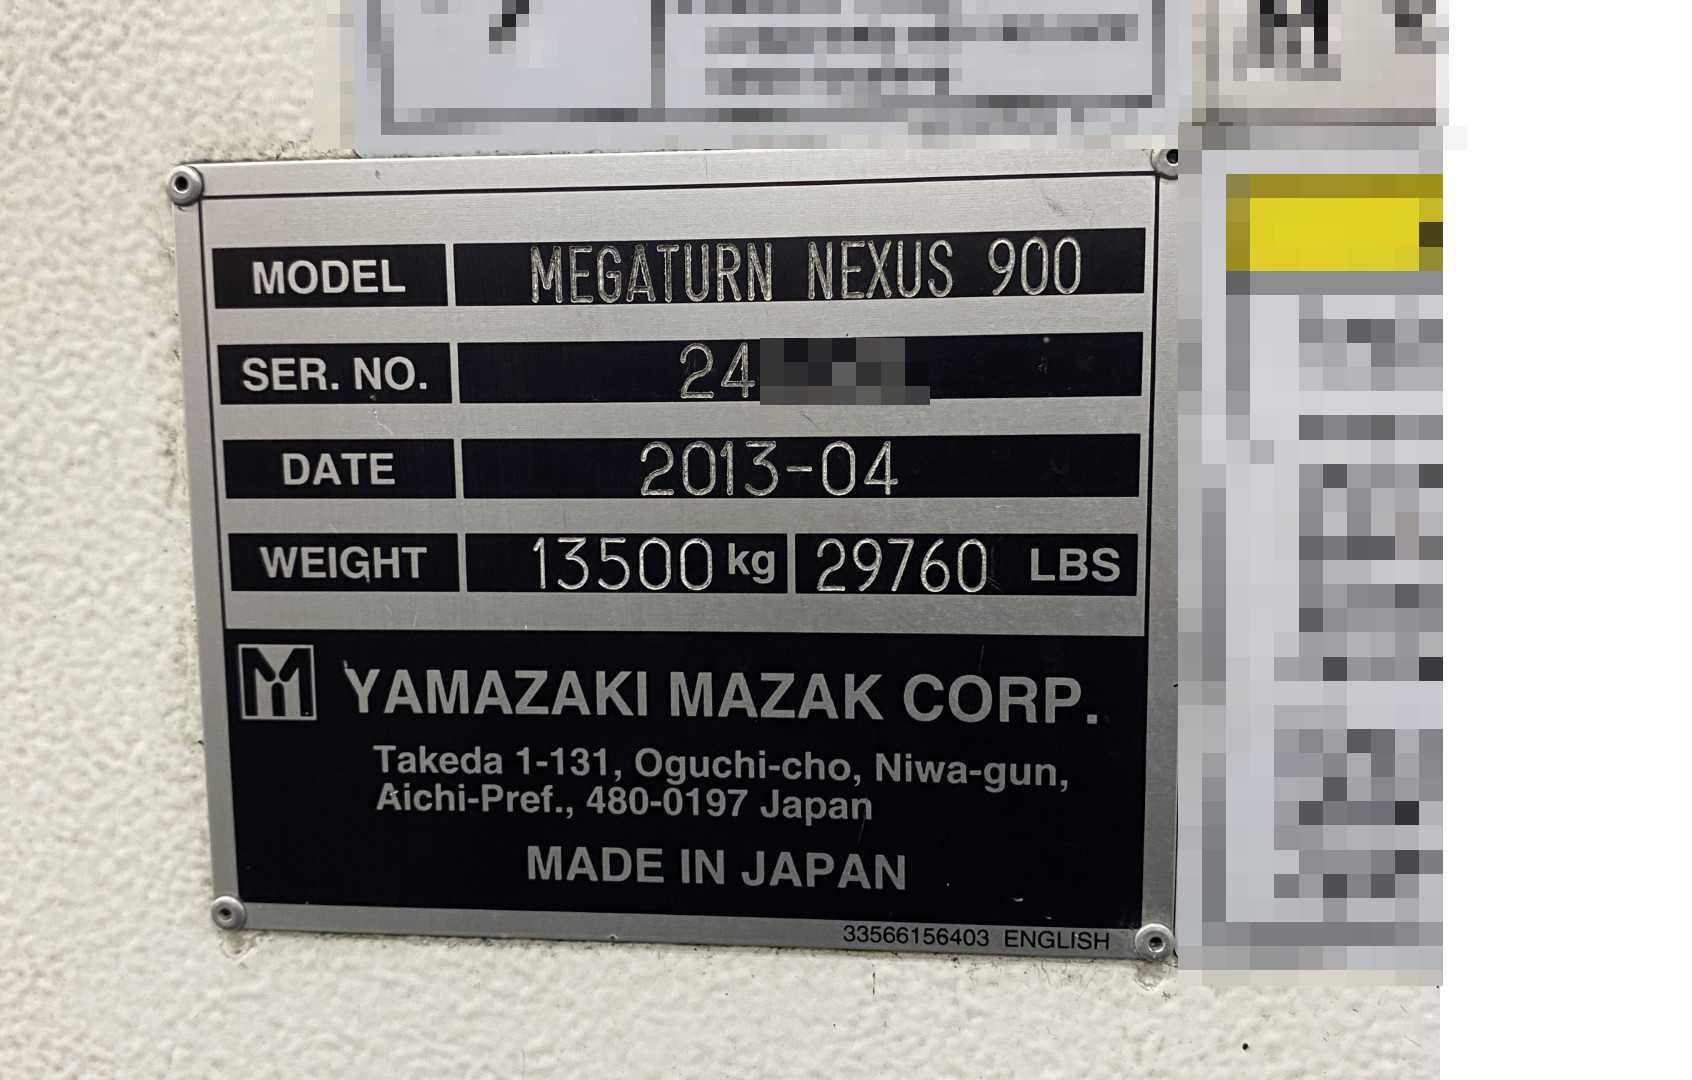 MODEL MEGATURN NEXUS 900
SER. NO. 24
DATE 2013-04
WEIGHT 13500 kg 29760 LBS
YAMAZAKI MAZAK CORP.
Takeda 1-131, Oguchi-cho, Niwa-gun,
Aichi-Pref., 480-0197 Japan
MADE IN JAPAN
33566156403 ENGLISH